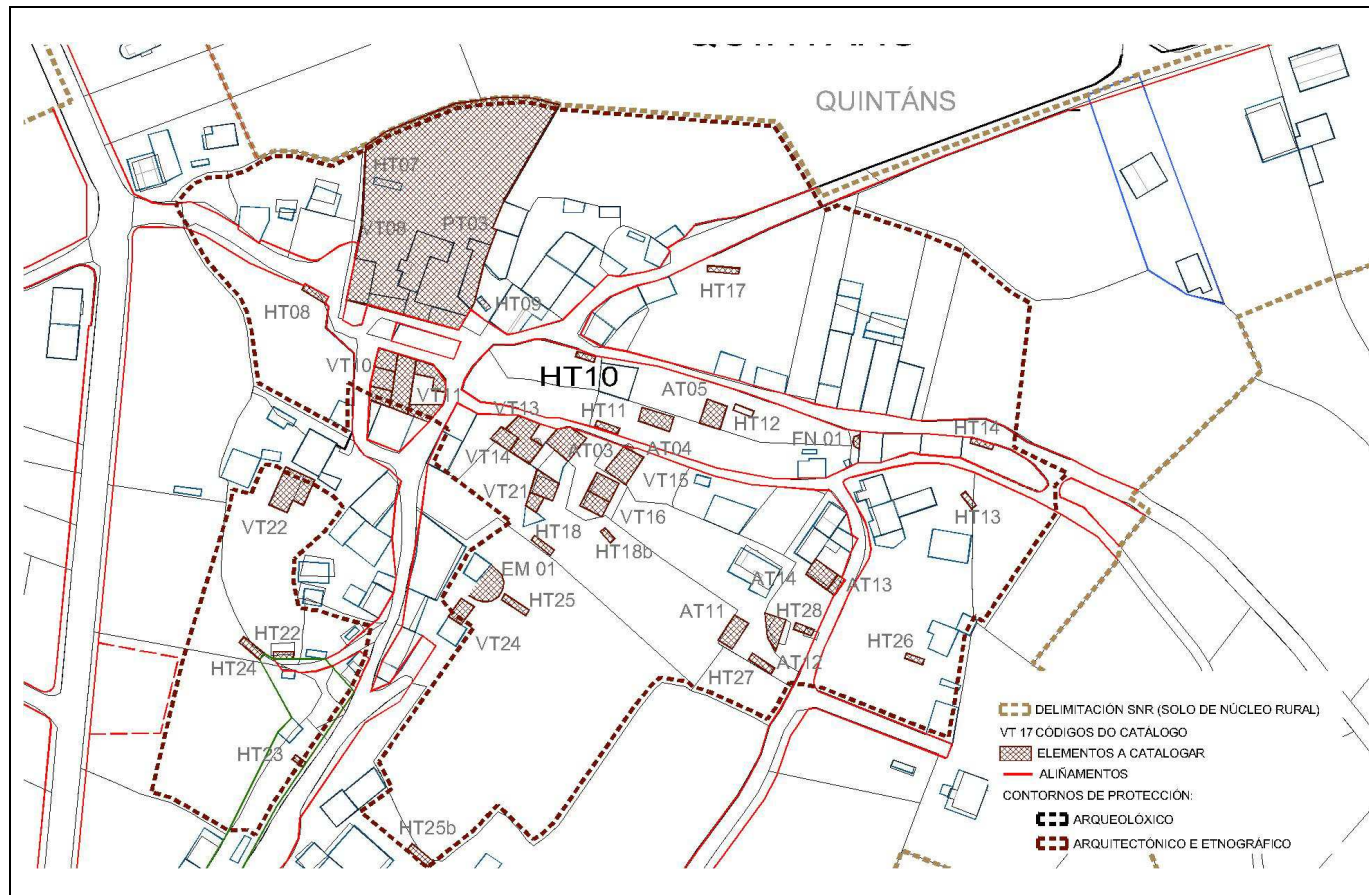 QUINTÁNS
QUINTÁNS
HT07
VT08
PT03
HT08
HT09
HT17
VT10
VT11
HT10
AT05
VT13
HT11
HT12
VT14
AT03
AT04
FN 01
HT14
VT15
VT21
VT16
HT13
VT22
HT18
HT18b
EM 01
HT25
AT14
AT13
VT24
AT11
HT28
HT22
HT24
HT27
AT12
HT26
HT23
HT25b
DELIMITACIÓN SNR (SOLO DE NÚCLEO RURAL)
VT 17 CÓDIGOS DO CATÁLOGO
ELEMENTOS A CATALOGAR
ALIÑAMENTOS
CONTORNOS DE PROTECCIÓN:
ARQUEOLÓXICO
ARQUITECTÓNICO E ETNOGRÁFICO